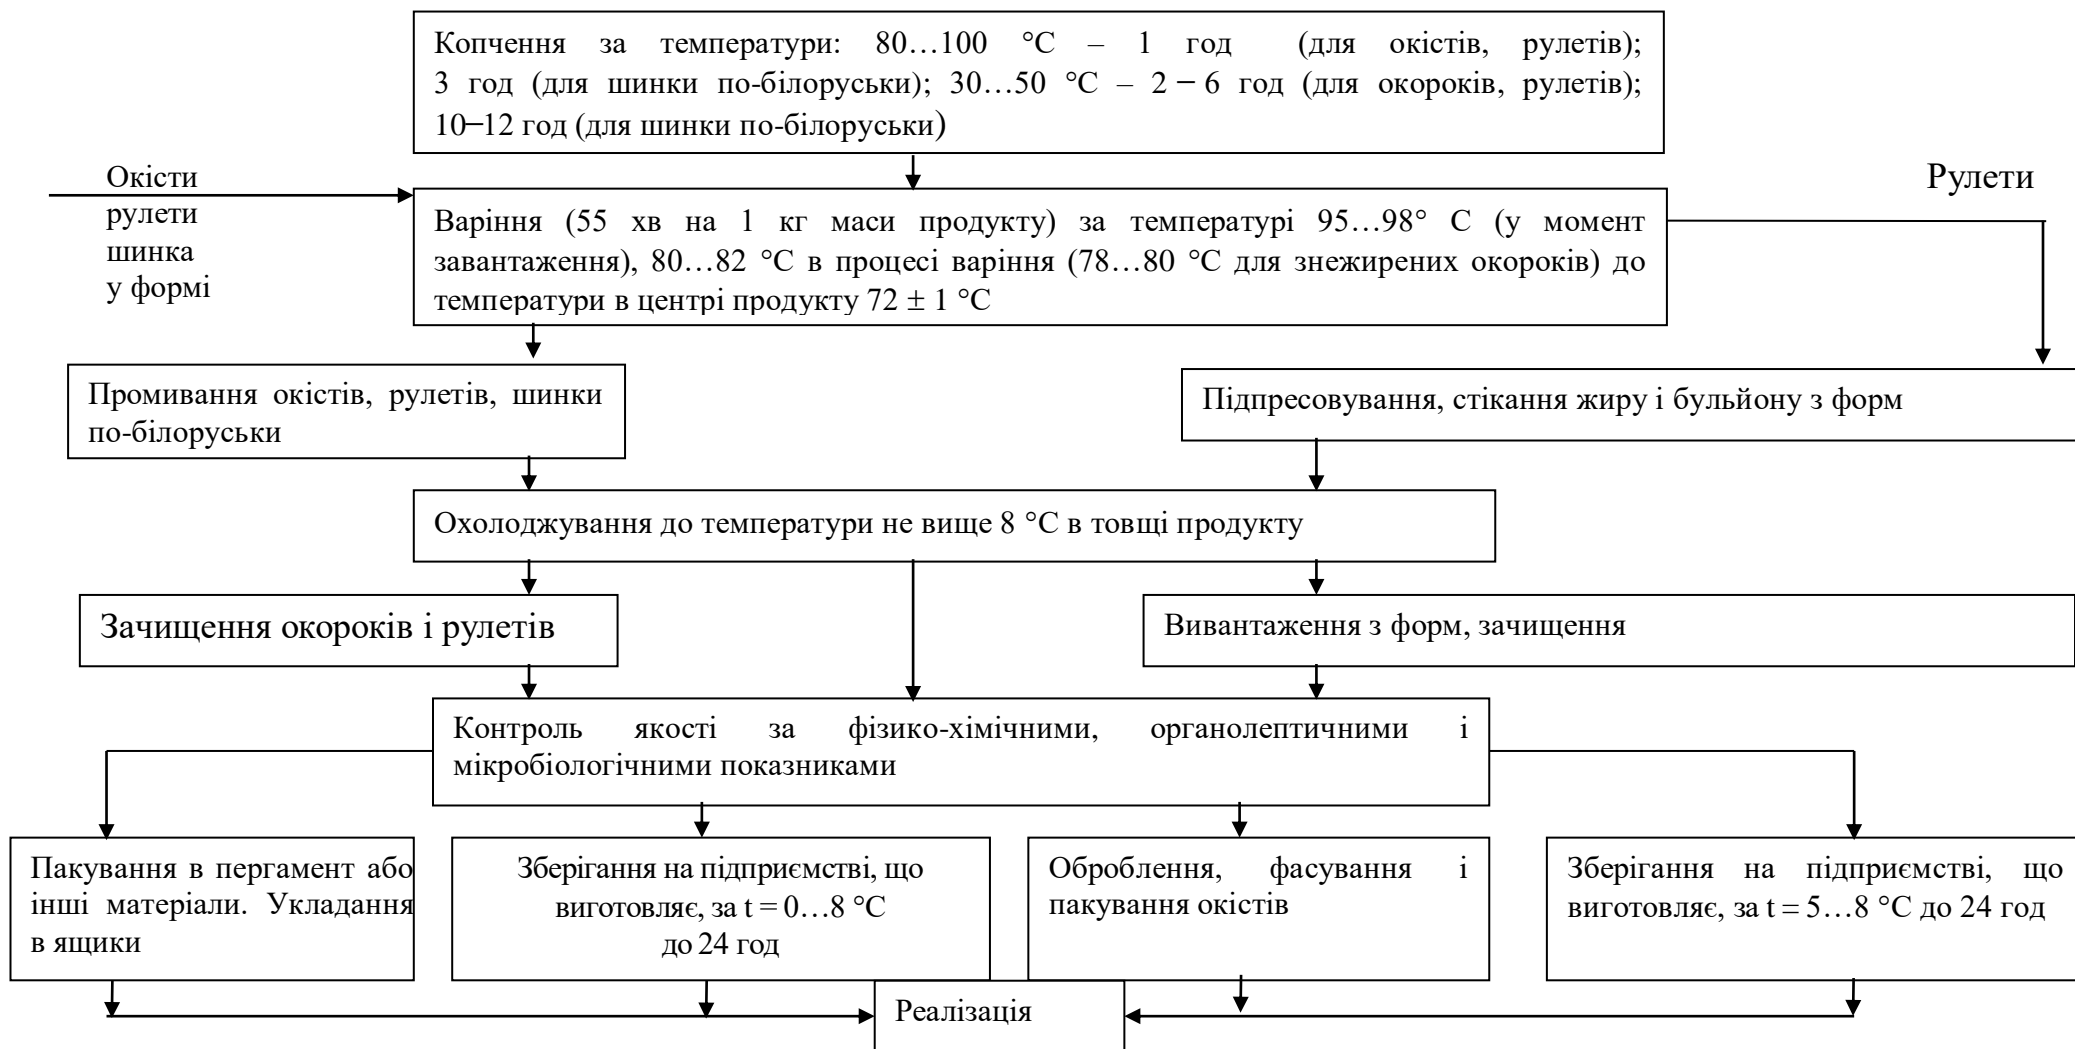 Копчення за температури: 80…100 °С – 1 год (для окістів, рулетів);
3 год (для шинки по-білоруськи); 30…50 °С – 2 – 6 год (для окороків, рулетів);
10–12 год (для шинки по-білоруськи)
Окісти
рулети
шинка
у формі
Рулети
Варіння (55 хв на 1 кг маси продукту) за температурі 95…98° С (у момент
завантаження), 80…82 °С в процесі варіння (78…80 °С для знежирених окороків) до
температури в центрі продукту 72 ± 1 °С
Промивання окістів, рулетів, шинки
по-білоруськи
Підпресовування, стікання жиру і бульйону з форм
Охолоджування до температури не вище 8 °С в товщі продукту
Зачищення окороків і рулетів
Вивантаження з форм, зачищення
Контроль якості за фізико-хімічними, органолептичними і
мікробіологічними показниками
Пакування в пергамент або
інші матеріали. Укладання
в ящики
Зберігання на підприємстві, що
виготовляє, за t = 0…8 °С
до 24 год
Оброблення, фасування і
пакування окістів
Зберігання на підприємстві, що
виготовляє, за t = 5…8 °С до 24 год
Реалізація